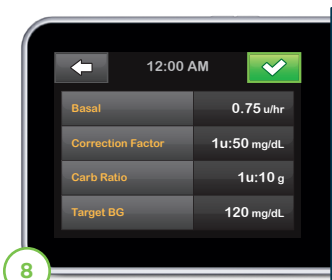 12:00 AM
Basal 0.75 u/hr
Correction Factor 1u:50 mg/dL
Carb Ratio 1u:10 g
Target BG 120 mg/dL
8